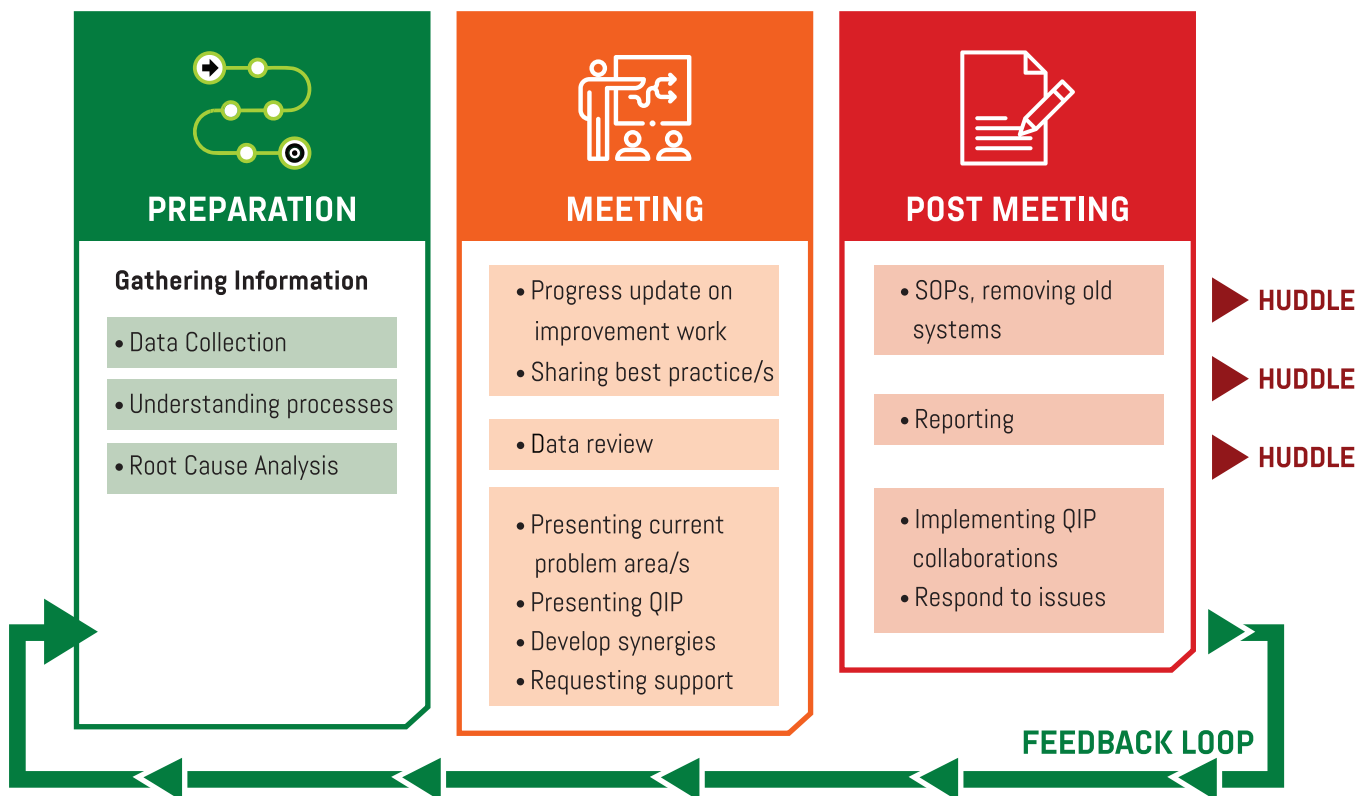 PREPARATION
Gathering Information
• Data Collection
• Understanding processes
• Root Cause Analysis
MEETING
• Progress update on
improvement work
• Sharing best practice/s
• Data review
• Presenting current
problem area/s
• Presenting QIP
• Develop synergies
• Requesting support
POST MEETING
• SOPs, removing old
systems
• Reporting
• Implementing QIP
collaborations
• Respond to issues
HUDDLE
HUDDLE
HUDDLE
FEEDBACK LOOP